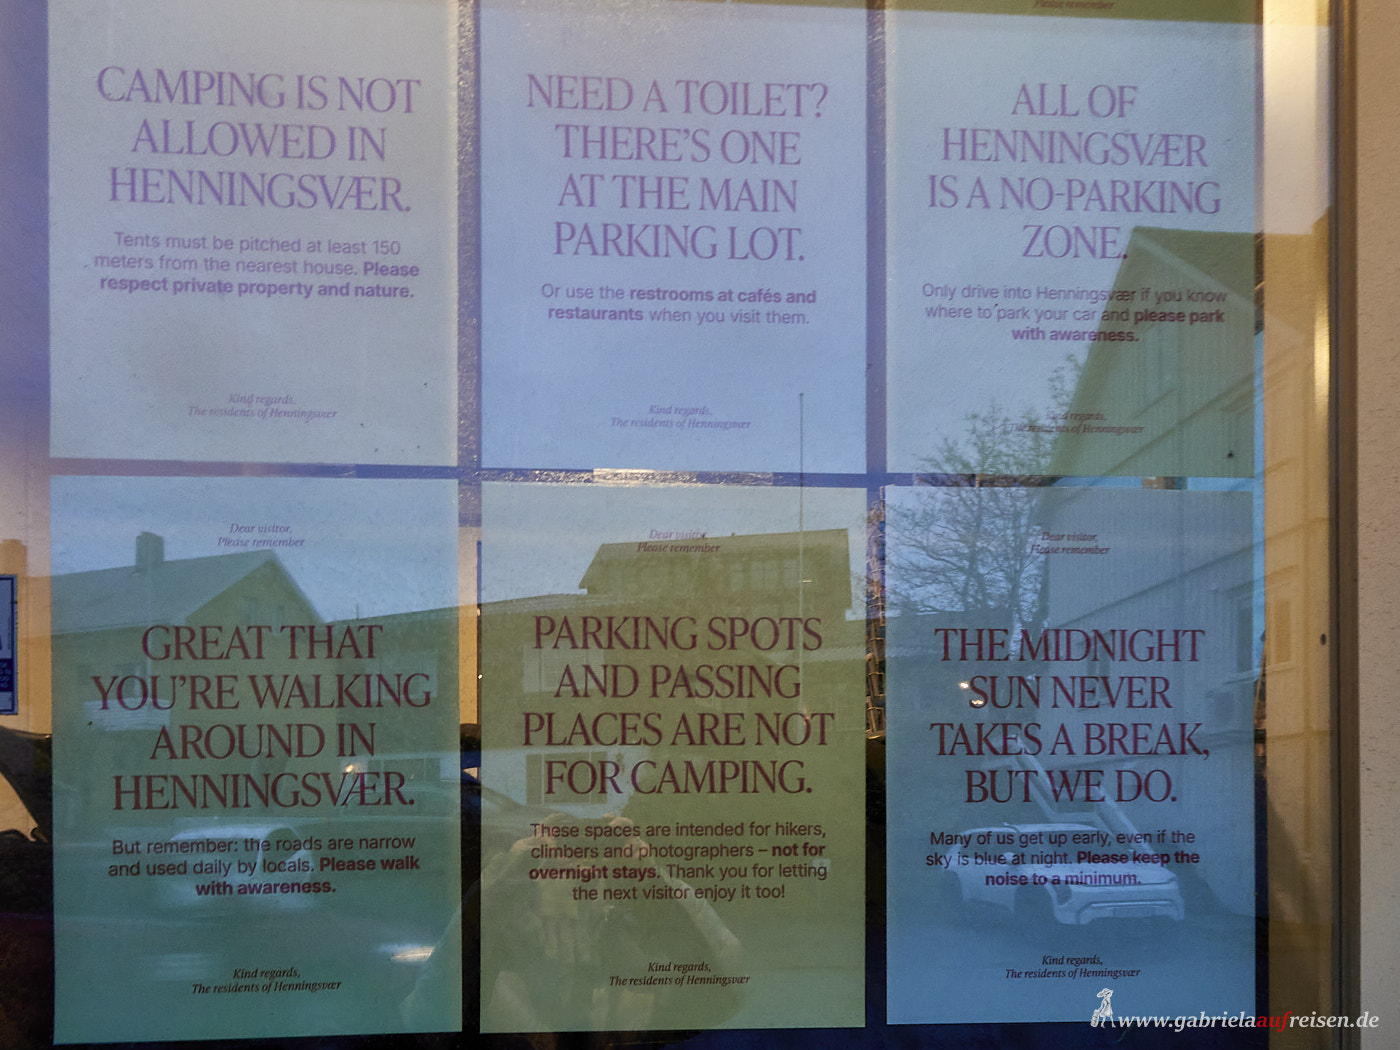 CAMPING IS NOT
ALLOWED IN
HENNINGSVÆR.
Tents must be pitched at least 150
meters from the nearest house. Please
respect private property and nature.
Kind regards,
The residents of Henningsvær
NEED A TOILET?
THERE'S ONE
AT THE MAIN
PARKING LOT.
Or use the restrooms at cafés and
restaurants when you visit them.
Kind regards,
The residents of Henningsvær
Please remember
ALL OF
HENNINGSVÆR
IS A NO-PARKING
ZONE.
Only drive into Henningsvær if you know
where to park your car and please park
with awareness.
Kind regards,
The residents of Henningsvær
Dear visitor,
Please remember
GREAT THAT
YOU'RE WALKING
AROUND IN
HENNINGSVÆR.
But remember: the roads are narrow
and used daily by locals. Please walk
with awareness.
Kind regards,
The residents of Henningsvær
Dear visitor,
Please remember
PARKING SPOTS
AND PASSING
PLACES ARE NOT
FOR CAMPING.
These spaces are intended for hikers,
climbers and photographers – not for
overnight stays. Thank you for letting
the next visitor enjoy it too!
Kind regards,
The residents of Henningsvær
Dear visitor,
Please remember
THE MIDNIGHT
SUN NEVER
TAKES A BREAK,
BUT WE DO.
Many of us get up early, even if the
sky is blue at night. Please keep the
noise to a minimum.
Kind regards,
The residents of Henningsvær
www.gabrielaaufreisen.de